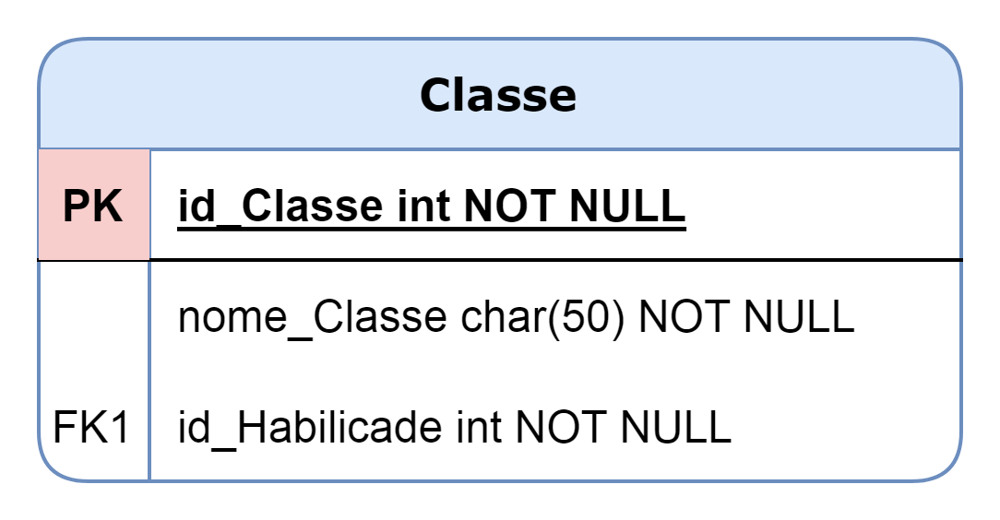 Classe
PK id_Classe int NOT NULL
nome_Classe char(50) NOT NULL
FK1 id_Habilicade int NOT NULL